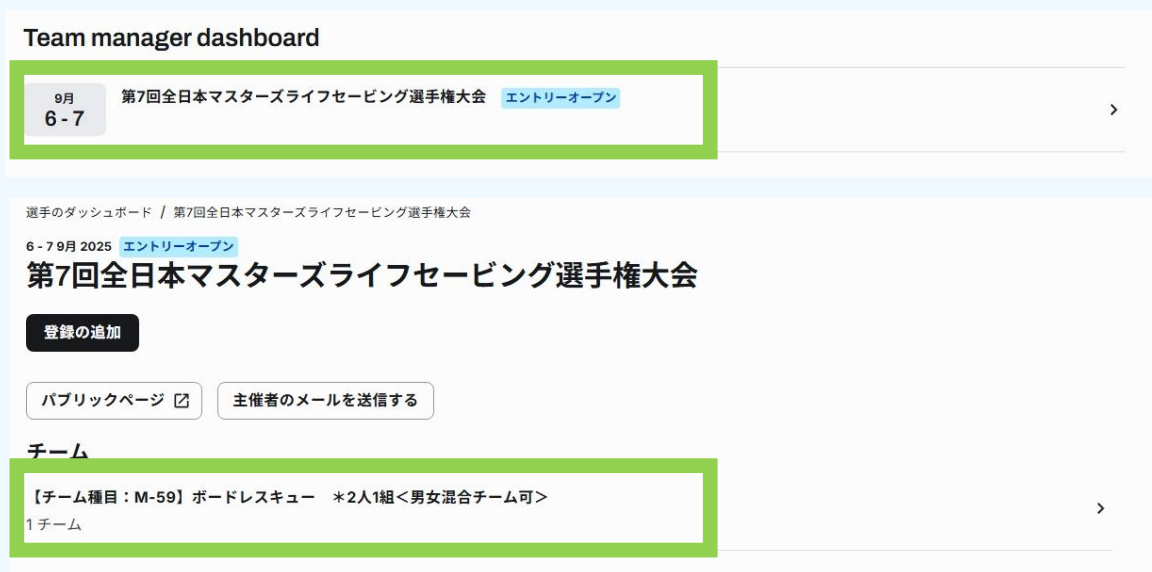 Team manager dashboard
9月
6 - 7
第7回全日本マスターズライフセービング選手権大会 エントリーオープン
選手のダッシュボード / 第7回全日本マスターズライフセービング選手権大会
6 - 7 9月 2025 エントリーオープン
第7回全日本マスターズライフセービング選手権大会
登録の追加
パブリックページ 主催者のメールを送信する
チーム
【チーム種目：M-59】ボードレスキュー　＊2人1組＜男女混合チーム可＞
1 チーム